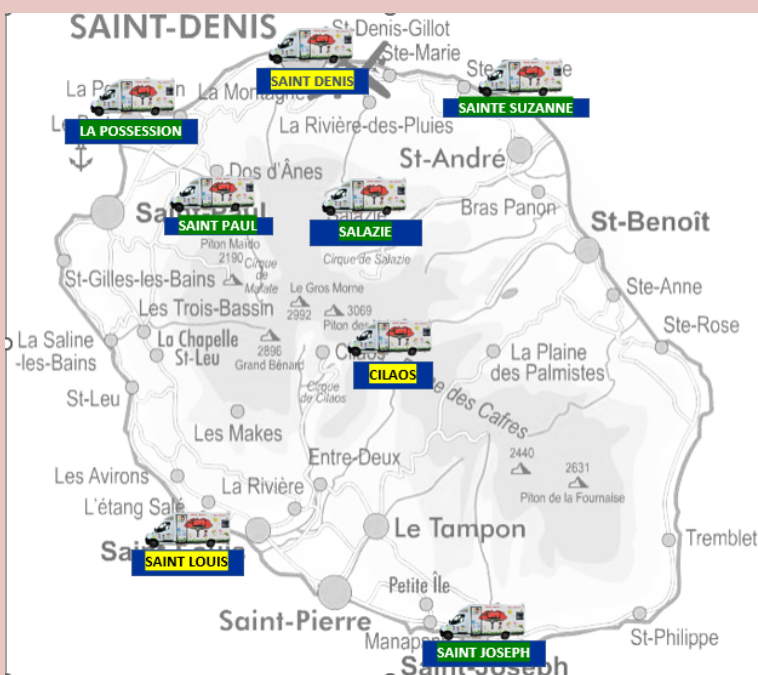 SAINT-DENIS
St-Denis-Gillot
Ste-Marie
SAINT DENIS
La Montagne
SAINTE SUZANNE
LA POSSESSION
La Rivière-des-Pluies
St-André
Dos d'Ânes
Bras Panon
SAINT PAUL
SALAZIE
St-Benoît
Piton Maïdo
2190
Cirque
de
Mafate
Cirque de Salazie
St-Gilles-les-Bains
Le Gros Morne
2992
3069
Ste-Anne
Les Trois-Bassin
Ste-Rose
La Saline
-les-Bains
La Chapelle
St-Leu
2896
Grand Bénard
CILAOS
La Plaine
des Palmistes
Cirque
de Cilaos
des Cafres
St-Leu
Les Makes
Entre-Deux
2440
2631
Piton de la Fournaise
Les Avirons
La Rivière
L'étang Salé
Le Tampon
Tremblet
SAINT LOUIS
Petite Île
Saint-Pierre
St-Philippe
SAINT JOSEPH
Saint-Joseph